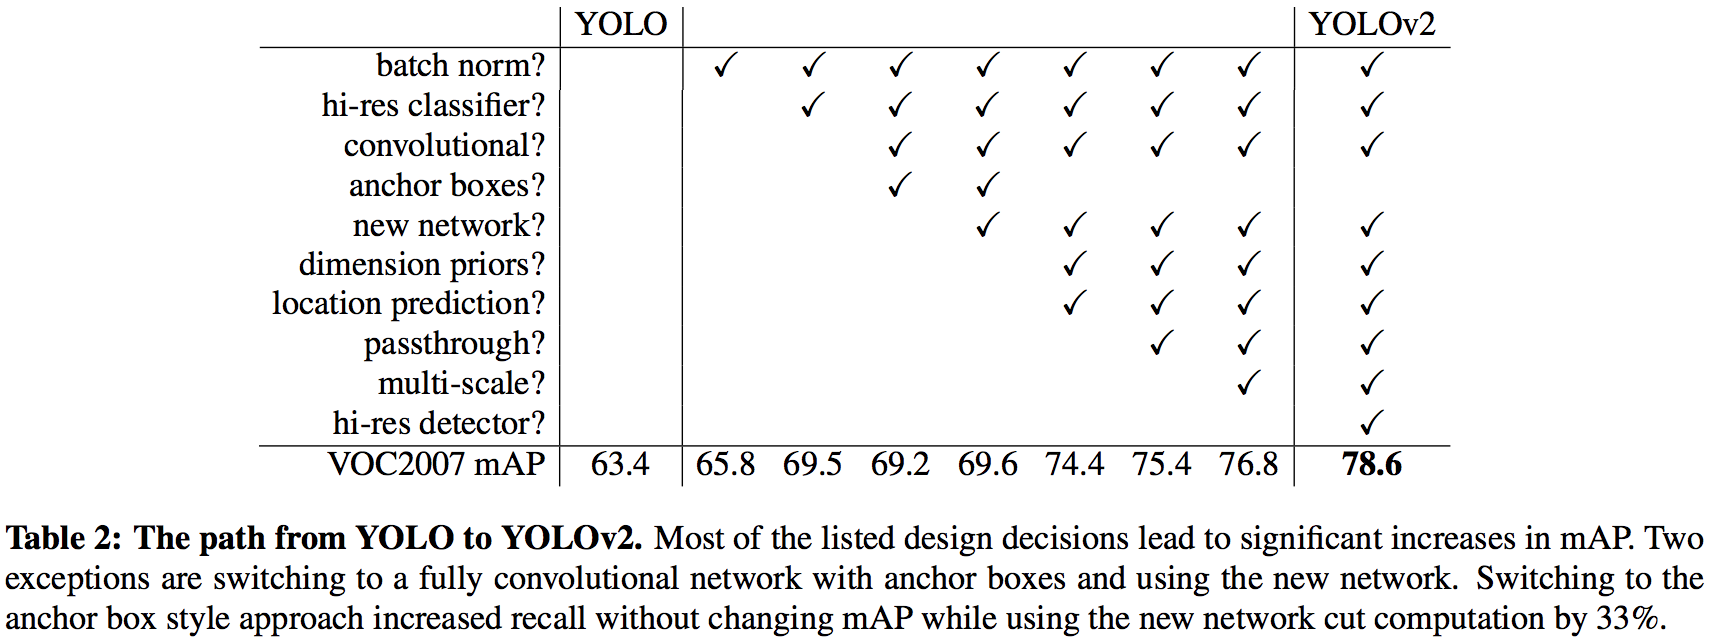 YOLO YOLOv2
batch norm? ✓ ✓ ✓ ✓ ✓ ✓ ✓ ✓
hi-res classifier? ✓ ✓ ✓ ✓ ✓ ✓ ✓
convolutional? ✓ ✓ ✓ ✓ ✓ ✓
anchor boxes? ✓ ✓
new network? ✓ ✓ ✓ ✓ ✓
dimension priors? ✓ ✓ ✓ ✓
location prediction? ✓ ✓ ✓ ✓
passthrough? ✓ ✓ ✓
multi-scale? ✓ ✓
hi-res detector? ✓
VOC2007 mAP 63.4 65.8 69.5 69.2 69.6 74.4 75.4 76.8 78.6
Table 2: The path from YOLO to YOLOv2. Most of the listed design decisions lead to significant increases in mAP. Two
exceptions are switching to a fully convolutional network with anchor boxes and using the new network. Switching to the
anchor box style approach increased recall without changing mAP while using the new network cut computation by 33%.